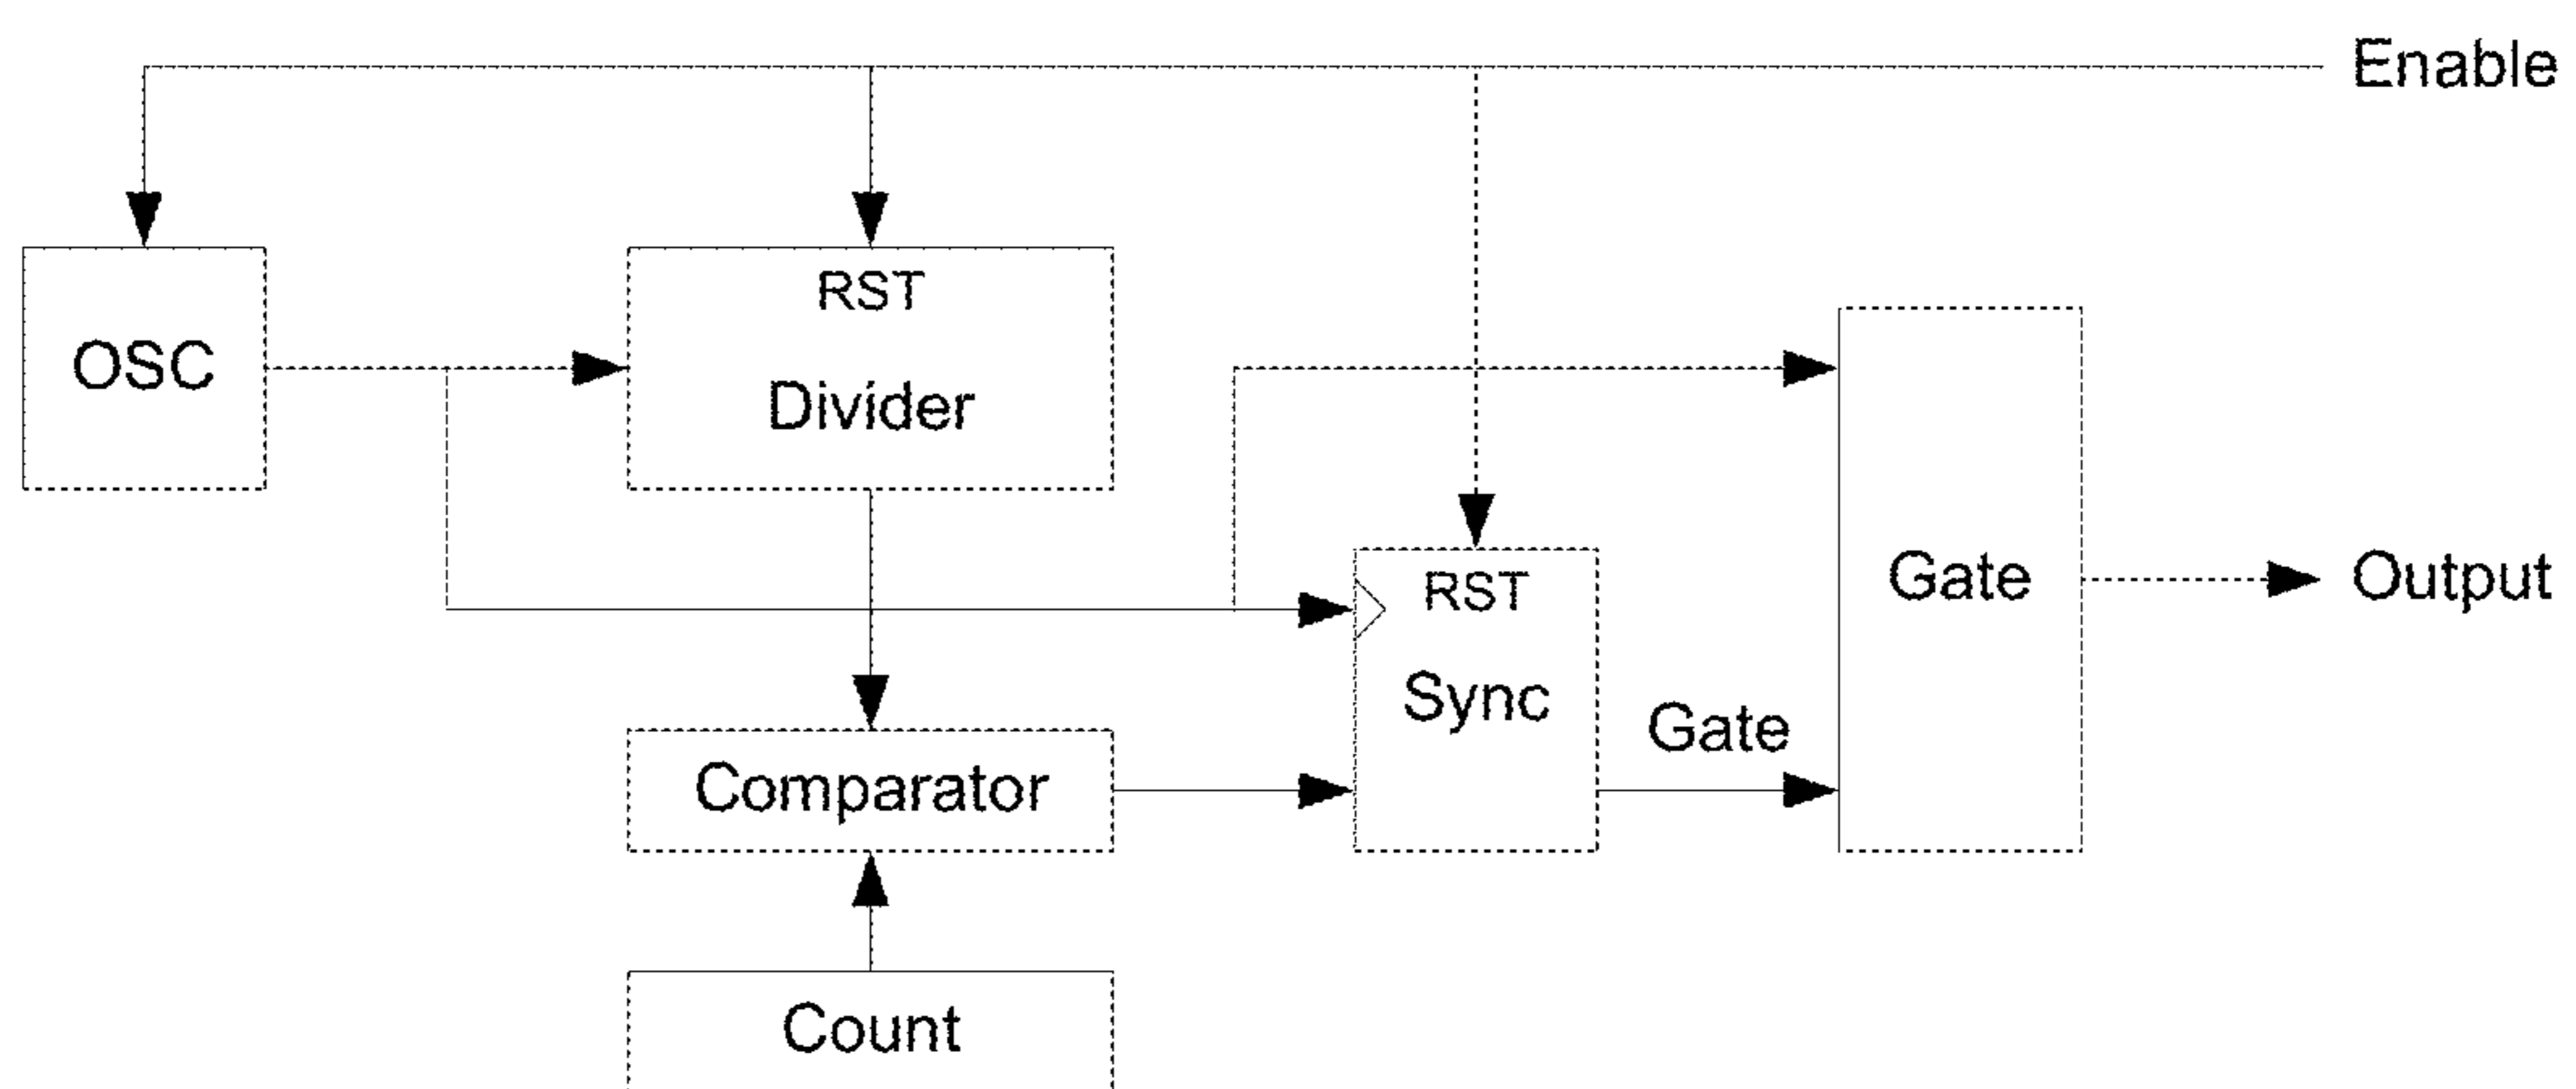 Enable
RST
OSC
Divider
RST
Gate
Output
Sync
Gate
Comparator
Count